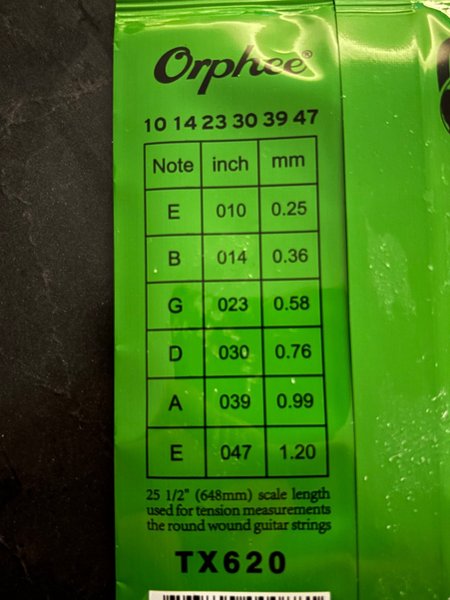 Orphee®
10 14 23 30 39 47
Note inch mm
E 010 0.25
B 014 0.36
G 023 0.58
D 030 0.76
A 039 0.99
E 047 1.20
25 1/2" (648mm) scale length
used for tension measurements
the round wound guitar strings
TX620